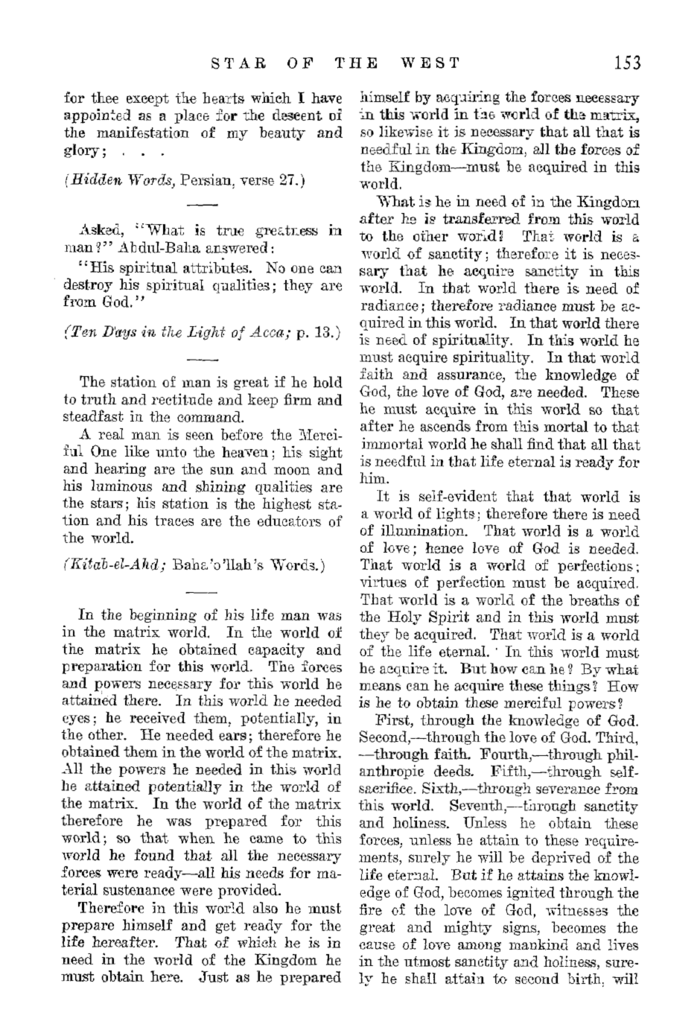 STAR OF THE WEST 153
for thee except the hearts which I have
appointed as a place for the descent of
the manifestation of my beauty and
glory; . . .
(Hidden Words, Persian, verse 27.)
Asked, "What is true greatness in
man?" Abdul-Baha answered:
"His spiritual attributes. No one can
destroy his spiritual qualities; they are
from God."
(Ten Days in the Light of Acca; p. 13.)
The station of man is great if he hold
to truth and rectitude and keep firm and
steadfast in the command.
A real man is seen before the Merci-
ful One like unto the heaven; his sight
and hearing are the sun and moon and
his luminous and shining qualities are
the stars; his station is the highest sta-
tion and his traces are the educators of
the world.
(Kitab-el-Ahd; Baha'o'llah's Words.)
In the beginning of his life man was
in the matrix world. In the world of
the matrix he obtained capacity and
preparation for this world. The forces
and powers necessary for this world he
attained there. In this world he needed
eyes; he received them, potentially, in
the other. He needed ears; therefore he
obtained them in the world of the matrix.
All the powers he needed in this world
he attained potentially in the world of
the matrix. In the world of the matrix
therefore he was prepared for this
world; so that when he came to this
world he found that all the necessary
forces were ready—all his needs for ma-
terial sustenance were provided.
Therefore in this world also he must
prepare himself and get ready for the
life hereafter. That of which he is in
need in the world of the Kingdom he
must obtain here. Just as he prepared
himself by acquiring the forces necessary
in this world in the world of the matrix,
so likewise it is necessary that all that is
needful in the Kingdom, all the forces of
the Kingdom—must be acquired in this
world.
What is he in need of in the Kingdom
after he is transferred from this world
to the other world? That world is a
world of sanctity; therefore it is neces-
sary that he acquire sanctity in this
world. In that world there is need of
radiance; therefore radiance must be ac-
quired in this world. In that world there
is need of spirituality. In this world he
must acquire spirituality. In that world
faith and assurance, the knowledge of
God, the love of God, are needed. These
he must acquire in this world so that
after he ascends from this mortal to that
immortal world he shall find that all that
is needful in that life eternal is ready for
him.
It is self-evident that that world is
a world of lights; therefore there is need
of illumination. That world is a world
of love; hence love of God is needed.
That world is a world of perfections;
virtues of perfection must be acquired.
That world is a world of the breaths of
the Holy Spirit and in this world must
they be acquired. That world is a world
of the life eternal. In this world must
he acquire it. But how can he? By what
means can he acquire these things? How
is he to obtain these merciful powers?
First, through the knowledge of God.
Second,—through the love of God. Third,
—through faith. Fourth,—through phil-
anthropic deeds. Fifth,—through self-
sacrifice. Sixth,—through severance from
this world. Seventh,—through sanctity
and holiness. Unless he obtain these
forces, unless he attain to these require-
ments, surely he will be deprived of the
life eternal. But if he attains the knowl-
edge of God, becomes ignited through the
fire of the love of God, witnesses the
great and mighty signs, becomes the
cause of love among mankind and lives
in the utmost sanctity and holiness, sure-
ly he shall attain to second birth, will